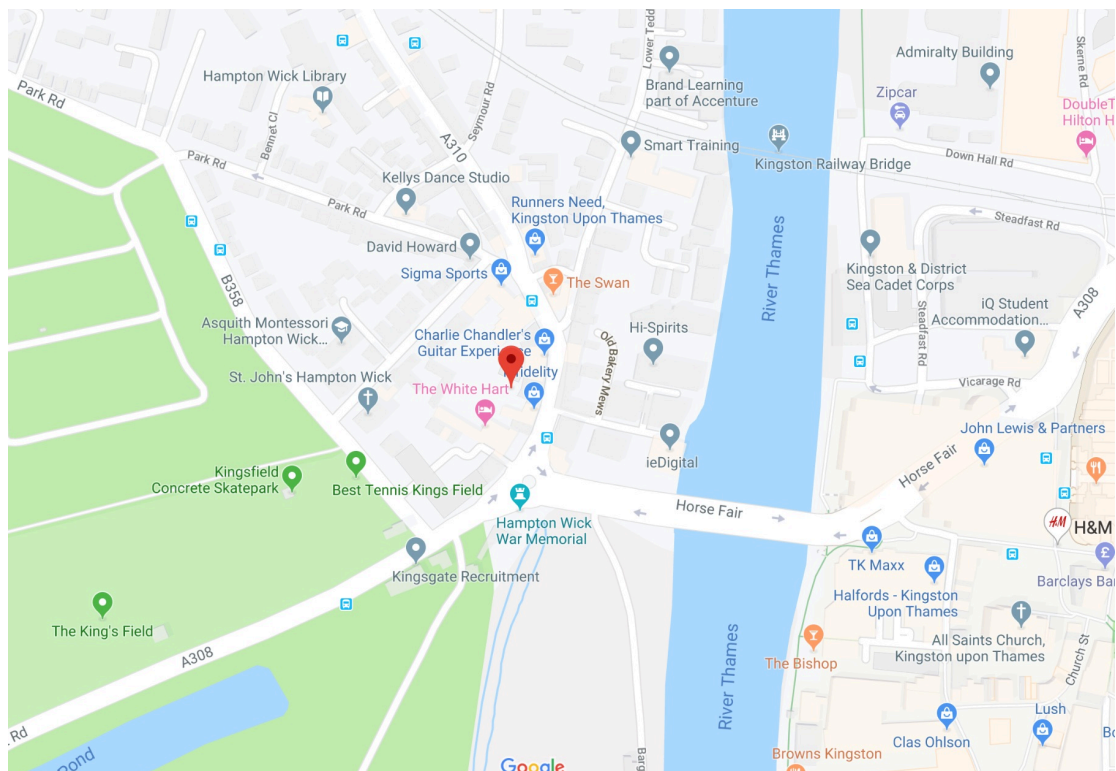 Park Rd
Hampton Wick Library
Bennet Cl
A310
Seymour Rd
Lower Tedd
Brand Learning
part of Accenture
Admiralty Building
Skerne Rd
Zipcar
DoubleT
Hilton H
Smart Training
Kingston Railway Bridge
Down Hall Rd
Park Rd
Kellys Dance Studio
Park Rd
Runners Need,
Kingston Upon Thames
David Howard
Sigma Sports
The Swan
River Thames
Steadfast Rd
Kingston & District
Sea Cadet Corps
Steadfast Rd
iQ Student
Accommodation...
A308
B358
Asquith Montessori
Hampton Wick...
Charlie Chandler's
Guitar Experience
Hi-Spirits
Old Bakery Mews
Vicarage Rd
St. John's Hampton Wick
The White Hart
John Lewis & Partners
Horse Fair
ieDigital
Kingsfield
Concrete Skatepark
Best Tennis Kings Field
Hampton Wick
War Memorial
Horse Fair
H&M
H&M
TK Maxx
Kingsgate Recruitment
Halfords - Kingston
Upon Thames
Barclays Ban
The King's Field
A308
The Bishop
All Saints Church,
Kingston upon Thames
Church St
River Thames
Rd
Pond
Lush
Clas Ohlson
Browns Kingston
Barg
Google